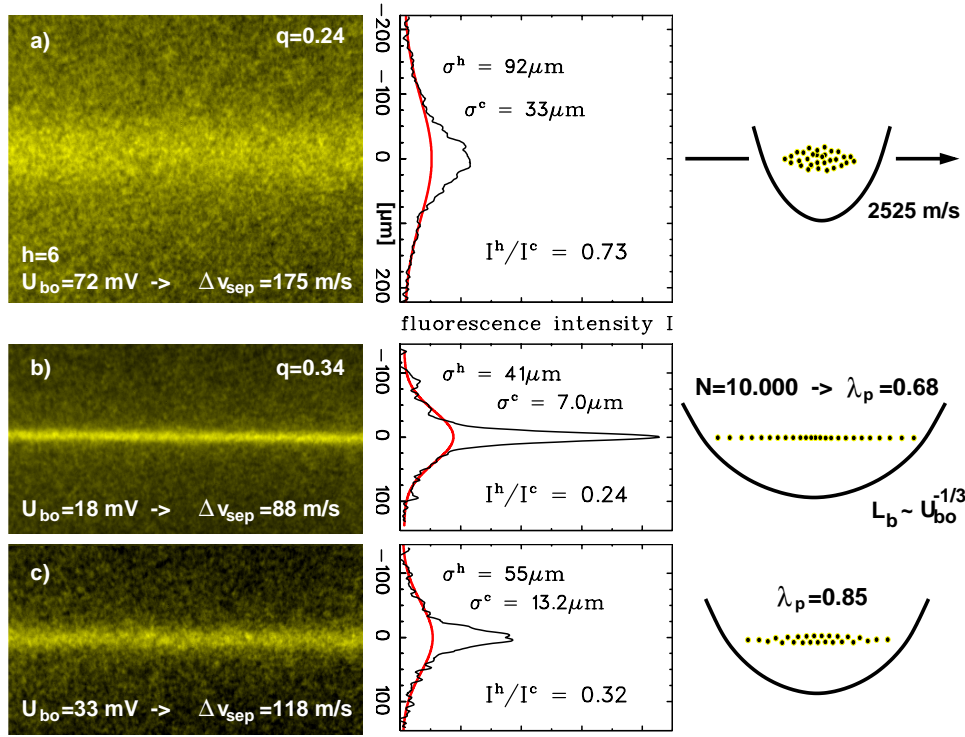 a)
q=0.24
h=6
U_bo=72 mV -> Δv_sep=175 m/s
−200
−100
0
100
200
[μm]
σ^h = 92μm
σ^c = 33μm
I^h/I^c = 0.73
2525 m/s
fluorescence intensity I
b)
q=0.34
U_bo=18 mV -> Δv_sep=88 m/s
−100
0
100
σ^h = 41μm
σ^c = 7.0μm
I^h/I^c = 0.24
N=10.000 -> λ_p=0.68
L_b ~ U_bo^-1/3
c)
U_bo=33 mV -> Δv_sep=118 m/s
−100
0
100
σ^h = 55μm
σ^c = 13.2μm
I^h/I^c = 0.32
λ_p=0.85